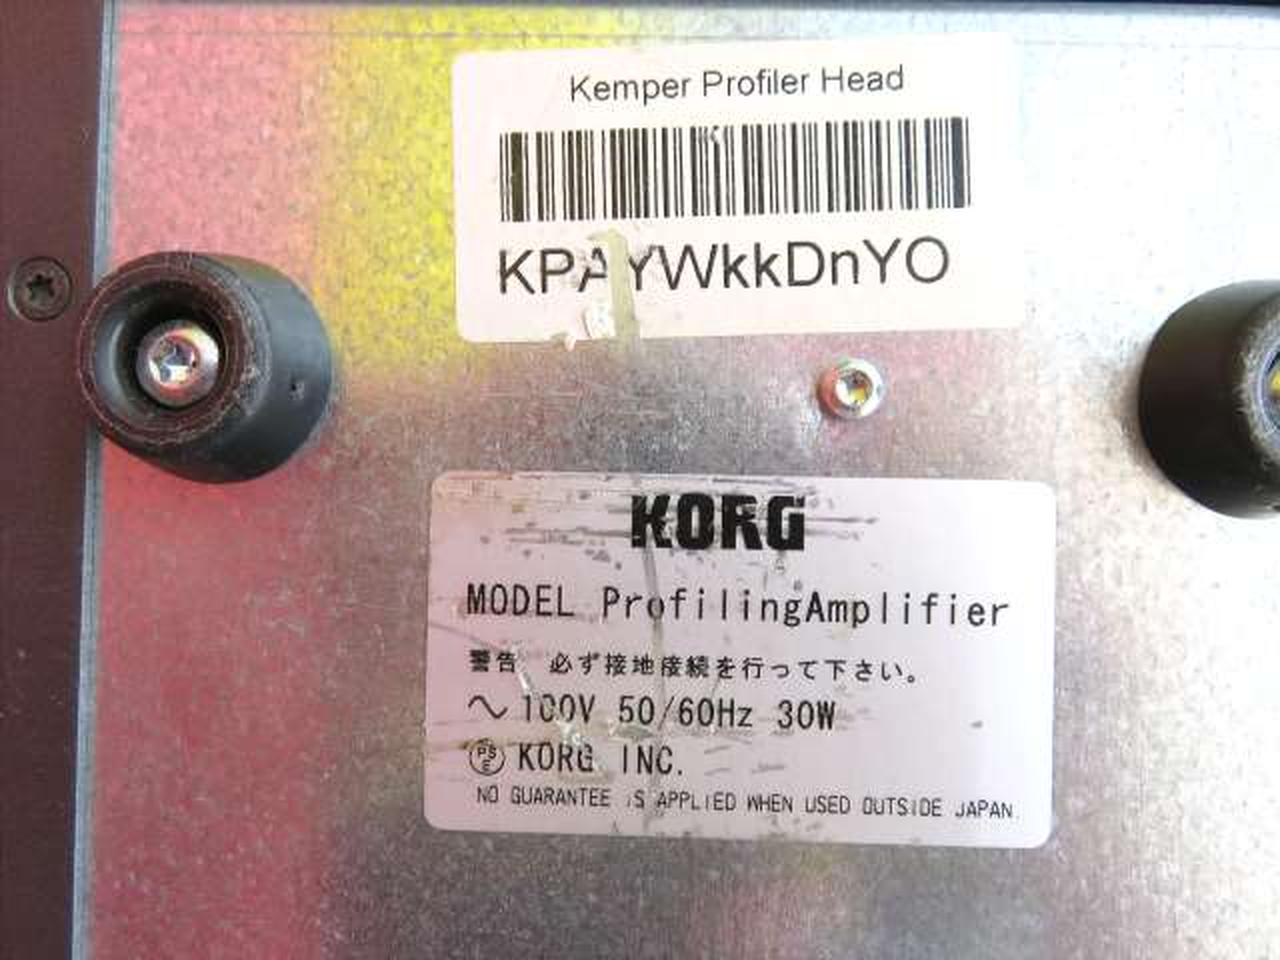 Kemper Profiler Head
KPAYWkkDnYO
KORG
MODEL ProfilingAmplifier
警告 必ず接地接続を行って下さい。
～ 100V 50/60Hz 30W
PSE KORG INC.
NO GUARANTEE IS APPLIED WHEN USED OUTSIDE JAPAN.